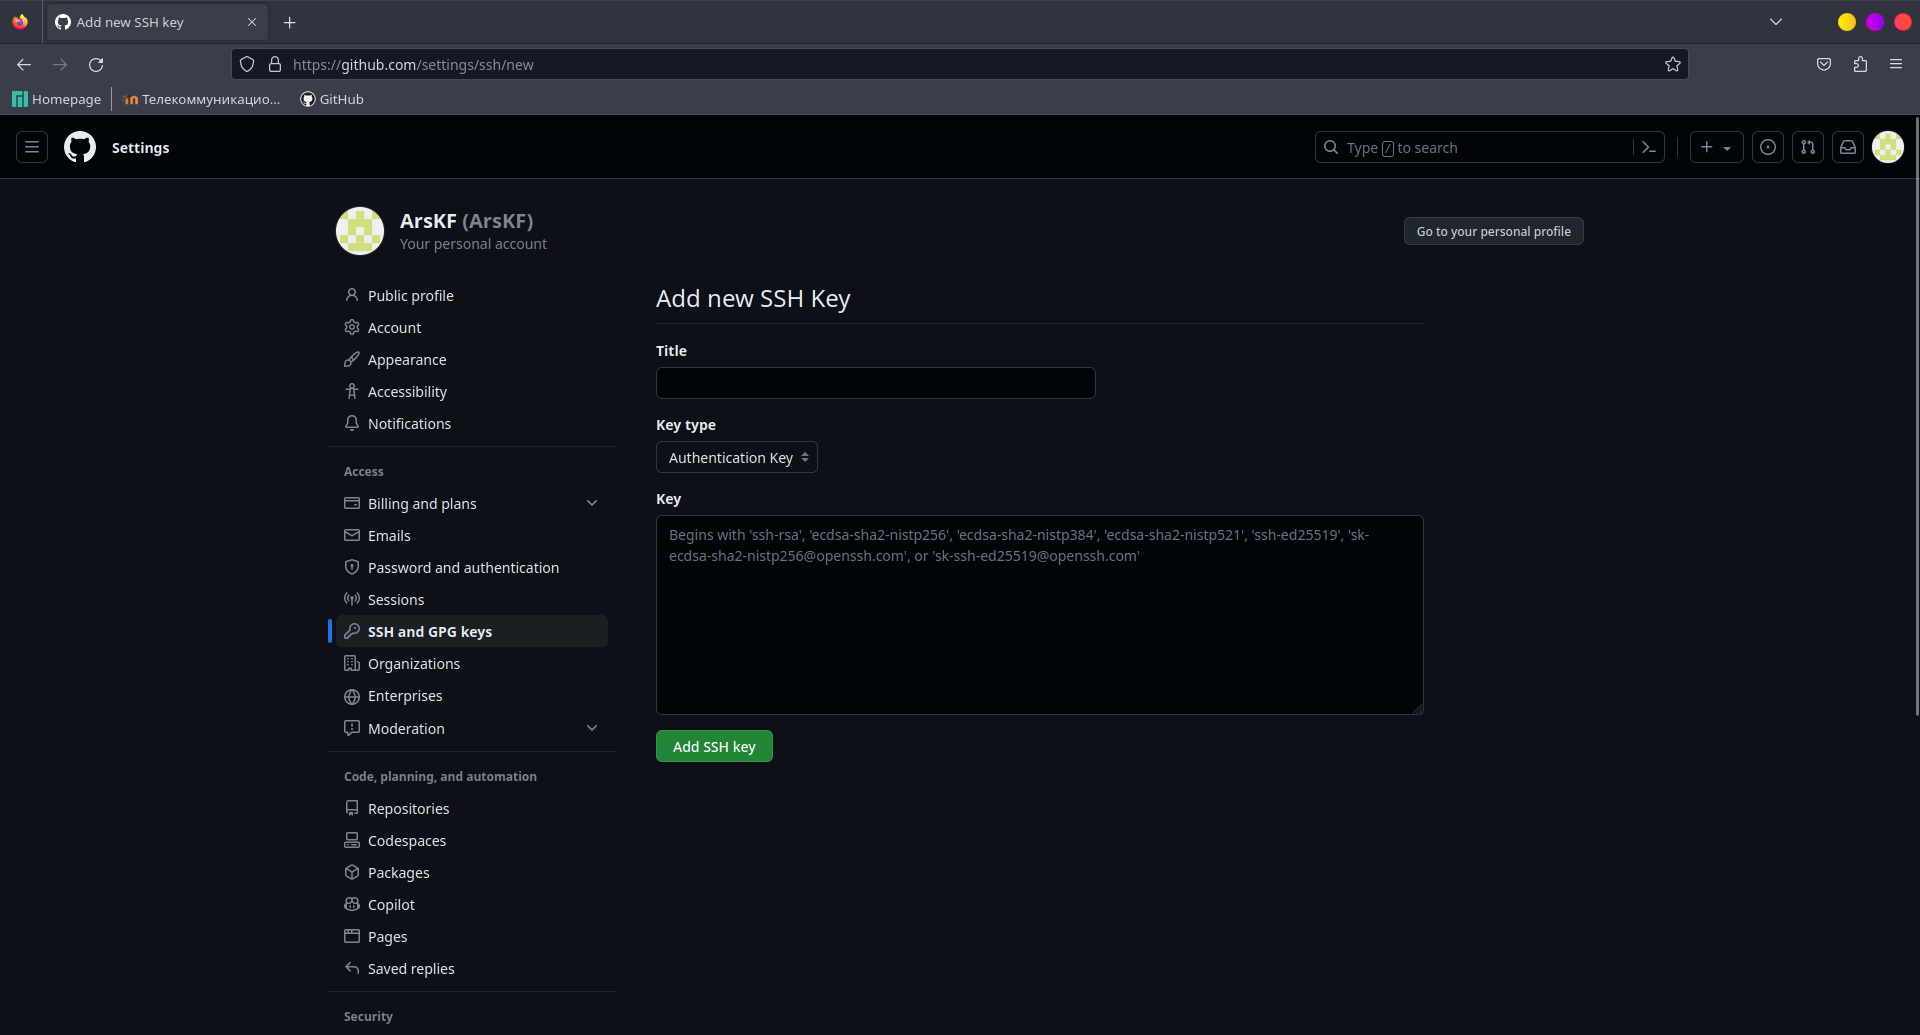 Add new SSH key
https://github.com/settings/ssh/new
Homepage
Телекоммуникацио...
GitHub
Settings
Type / to search
ArsKF (ArsKF)
Your personal account
Go to your personal profile
Public profile
Account
Appearance
Accessibility
Notifications
Access
Billing and plans
Emails
Password and authentication
Sessions
SSH and GPG keys
Organizations
Enterprises
Moderation
Code, planning, and automation
Repositories
Codespaces
Packages
Copilot
Pages
Saved replies
Security
Add new SSH Key
Title
Key type
Authentication Key
Key
Begins with 'ssh-rsa', 'ecdsa-sha2-nistp256', 'ecdsa-sha2-nistp384', 'ecdsa-sha2-nistp521', 'ssh-ed25519', 'sk-
ecdsa-sha2-nistp256@openssh.com', or 'sk-ssh-ed25519@openssh.com'
Add SSH key